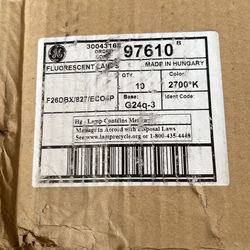 GE
30043168
ORDER
CODE
97610
FLUORESCENT LAMPS
MADE IN HUNGARY
QTY.
Color:
10
2700°K
F26DBX/827/ECO4P
Base:
Ident Code:
G24q-3
Hg - Lamp Contains Mercury
Manage in Accord with Disposal Laws
See www.lamprecycle.org or 1-800-435-4448